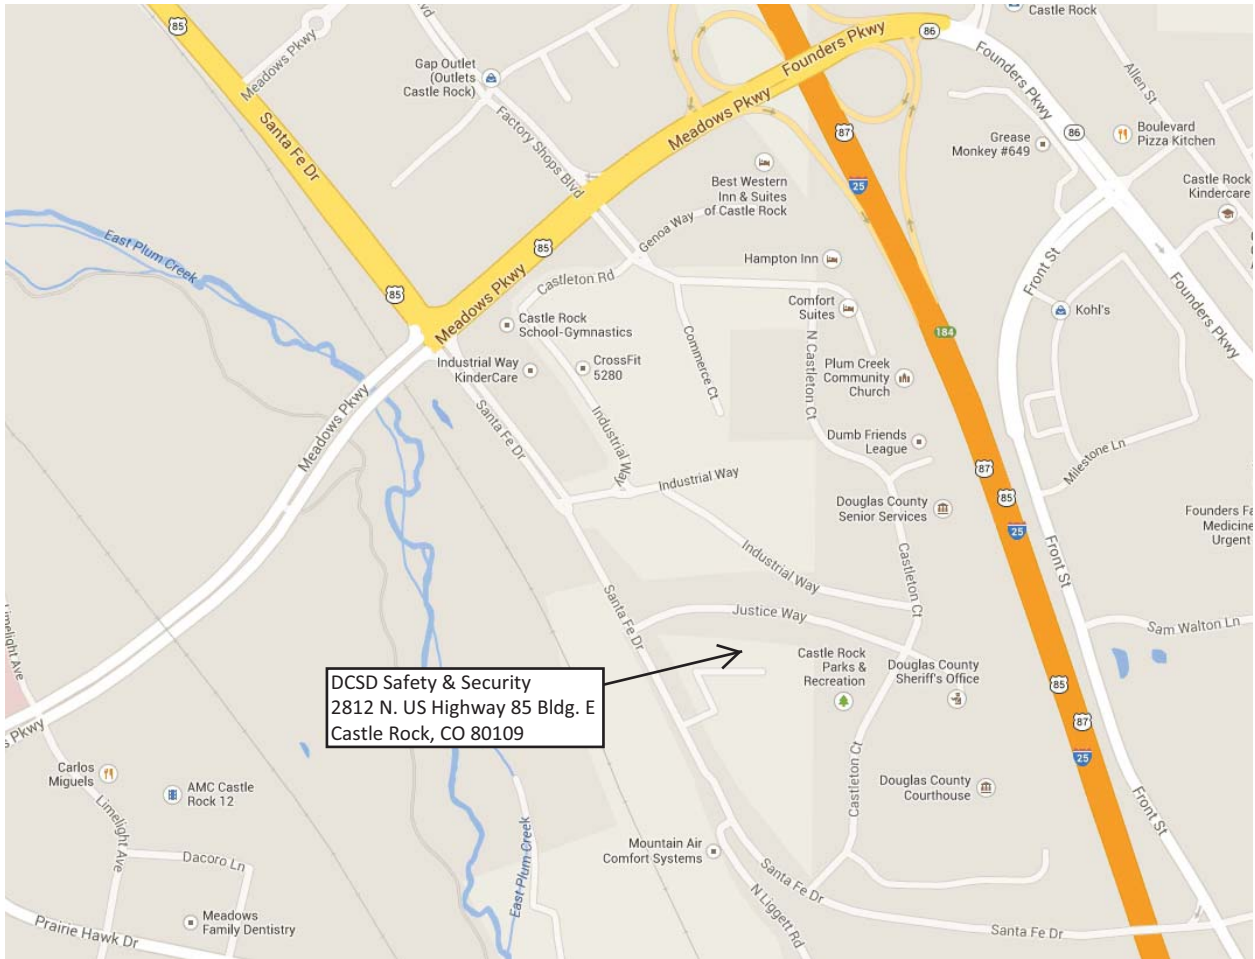 85
Meadows Pkwy
Santa Fe Dr
Gap Outlet
(Outlets
Castle Rock)
Factory Shops Blvd
Founders Pkwy
86
Castle Rock
Founders Pkwy
Allen St
Meadows Pkwy
87
86
Grease
Monkey #649
Boulevard
Pizza Kitchen
Castle Rock
Kindercare
25
Best Western
Inn & Suites
of Castle Rock
Genoa Way
East Plum Creek
85
Hampton Inn
Front St
Founders Pkwy
85
Meadows Pkwy
Castleton Rd
Castle Rock
School-Gymnastics
Comfort
Suites
Kohl's
184
Industrial Way
KinderCare
CrossFit
5280
Commerce Ct
N Castleton Ct
Plum Creek
Community
Church
Meadows Pkwy
Santa Fe Dr
Industrial Way
Dumb Friends
League
Milestone Ln
87
85
25
Industrial Way
Douglas County
Senior Services
Founders Fa
Medicine
Urgent
Industrial Way
Castleton Ct
Front St
Santa Fe Dr
Justice Way
Sam Walton Ln
Limelight Ave
Castle Rock
Parks &
Recreation
Douglas County
Sheriff's Office
DCSD Safety & Security
2812 N. US Highway 85 Bldg. E
Castle Rock, CO 80109
85
87
25
s Pkwy
Carlos
Miguels
AMC Castle
Rock 12
Limelight Ave
Castleton Ct
Douglas County
Courthouse
Front St
Dacoro Ln
East Plum Creek
Mountain Air
Comfort Systems
Santa Fe Dr
N Liggett Rd
Meadows
Family Dentistry
Prairie Hawk Dr
Santa Fe Dr